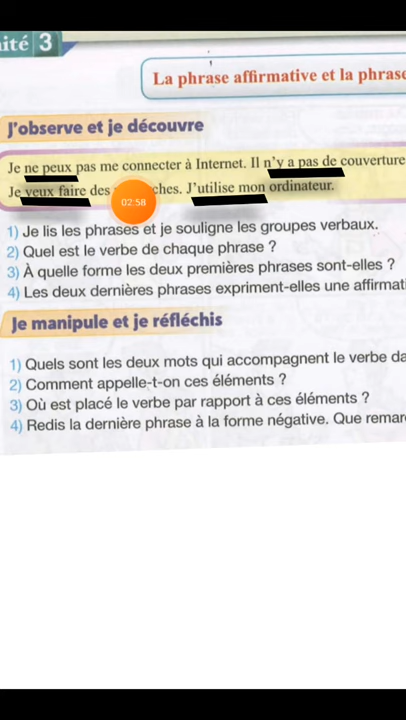 ité 3
La phrase affirmative et la phrase
J'observe et je découvre
Je ne peux pas me connecter à Internet. Il n'y a pas de couverture
Je veux faire des ches. J'utilise mon ordinateur.
02:58
1) Je lis les phrases et je souligne les groupes verbaux.
2) Quel est le verbe de chaque phrase ?
3) À quelle forme les deux premières phrases sont-elles ?
4) Les deux dernières phrases expriment-elles une affirmat
Je manipule et je réfléchis
1) Quels sont les deux mots qui accompagnent le verbe da
2) Comment appelle-t-on ces éléments ?
3) Où est placé le verbe par rapport à ces éléments ?
4) Redis la dernière phrase à la forme négative. Que remar